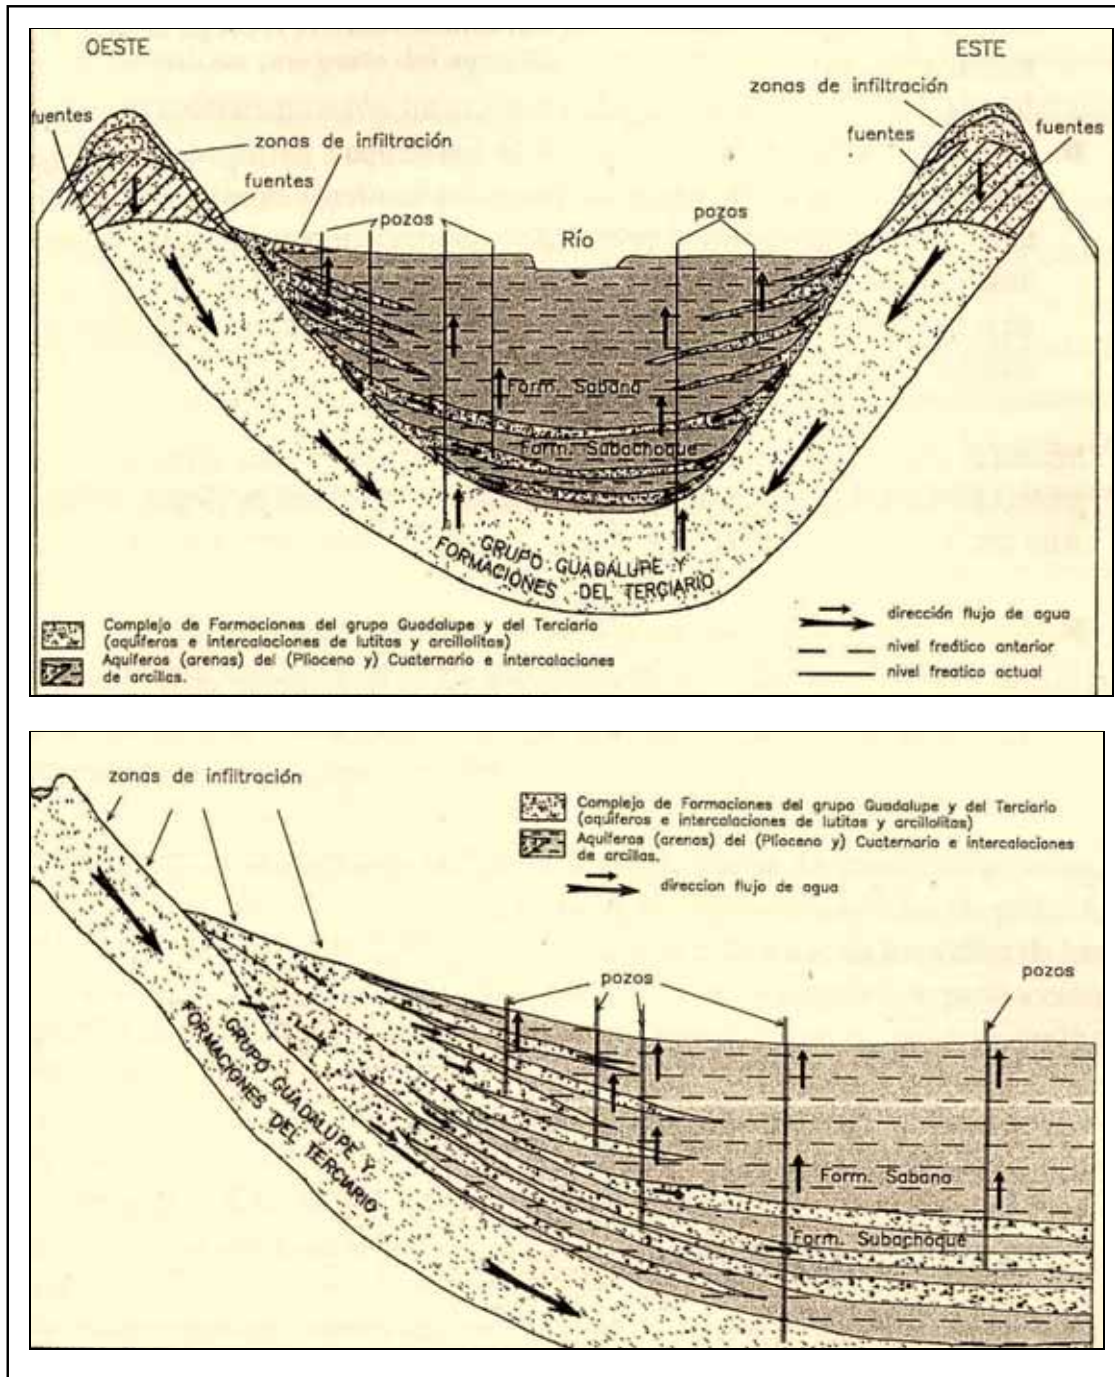 OESTE
ESTE
zonas de infiltración
fuentes
fuentes
fuentes
zonas de infiltración
fuentes
pozos
pozos
Río
Form. Sabana
Form. Subachoque
GRUPO GUADALUPE Y
FORMACIONES DEL TERCIARIO
Complejo de Formaciones del grupo Guadalupe y del Terciario
(aquíferos e intercalaciones de lutitas y arcillolitas)
Aquíferos (arenas) del (Plioceno y) Cuaternario e intercalaciones
de arcillas.
dirección flujo de agua
nivel freático anterior
nivel freatico actual
zonas de infiltración
Complejo de Formaciones del grupo Guadalupe y del Terciario
(aquíferos e intercalaciones de lutitas y arcillolitas)
Aquíferos (arenas) del (Plioceno y) Cuaternario e intercalaciones
de arcillas.
direccion flujo de agua
pozos
pozos
GRUPO GUADALUPE Y
FORMACIONES DEL TERCIARIO
Form. Sabana
Form. Subachoque